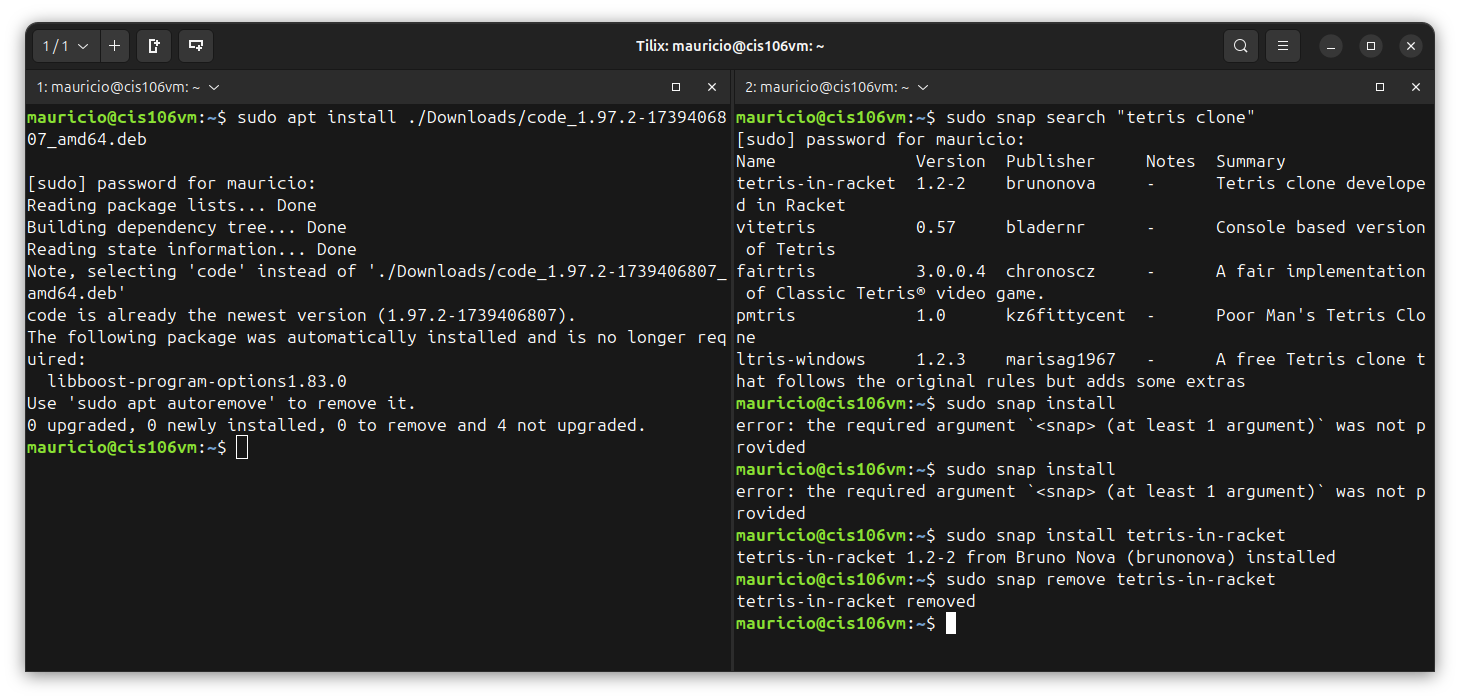 1 / 1
Tilix: mauricio@cis106vm: ~
1: mauricio@cis106vm: ~
mauricio@cis106vm:~$ sudo apt install ./Downloads/code_1.97.2-17394068
07_amd64.deb
[sudo] password for mauricio:
Reading package lists... Done
Building dependency tree... Done
Reading state information... Done
Note, selecting 'code' instead of './Downloads/code_1.97.2-1739406807_
amd64.deb'
code is already the newest version (1.97.2-1739406807).
The following package was automatically installed and is no longer req
uired:
  libboost-program-options1.83.0
Use 'sudo apt autoremove' to remove it.
0 upgraded, 0 newly installed, 0 to remove and 4 not upgraded.
mauricio@cis106vm:~$
2: mauricio@cis106vm: ~
mauricio@cis106vm:~$ sudo snap search "tetris clone"
[sudo] password for mauricio:
Name              Version   Publisher     Notes  Summary
tetris-in-racket  1.2-2     brunonova     -      Tetris clone develope
d in Racket
vitetris          0.57      bladernr      -      Console based version
 of Tetris
fairtris          3.0.0.4   chronoscz     -      A fair implementation
 of Classic Tetris® video game.
pmtris            1.0       kz6fittycent  -      Poor Man's Tetris Clo
ne
ltris-windows     1.2.3     marisag1967   -      A free Tetris clone t
hat follows the original rules but adds some extras
mauricio@cis106vm:~$ sudo snap install
error: the required argument `<snap> (at least 1 argument)` was not p
rovided
mauricio@cis106vm:~$ sudo snap install
error: the required argument `<snap> (at least 1 argument)` was not p
rovided
mauricio@cis106vm:~$ sudo snap install tetris-in-racket
tetris-in-racket 1.2-2 from Bruno Nova (brunonova) installed
mauricio@cis106vm:~$ sudo snap remove tetris-in-racket
tetris-in-racket removed
mauricio@cis106vm:~$